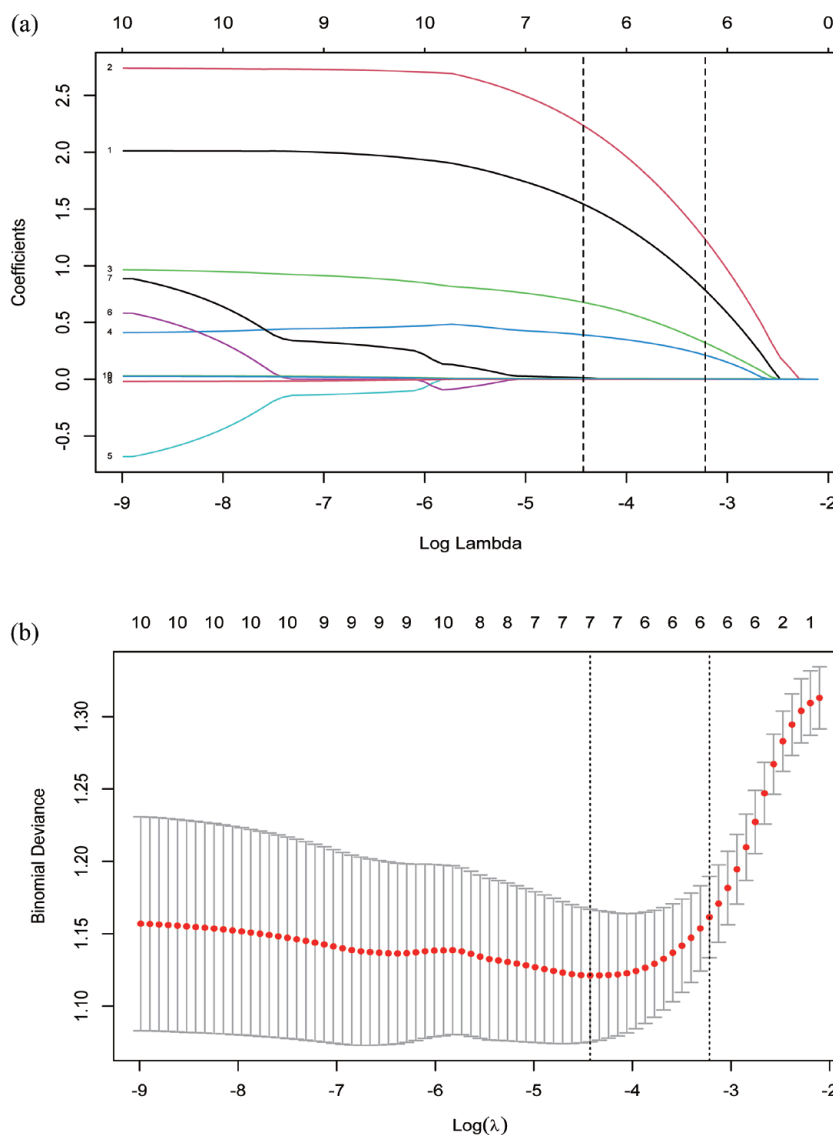 (a)
10 10 9 10 7 6 6 0
2.5
2.0
1.5
1.0
0.5
0.0
-0.5
Coefficients
2
1
3
7
6
4
5
-9 -8 -7 -6 -5 -4 -3 -2
Log Lambda
(b)
10 10 10 10 10 9 9 9 9 10 8 8 7 7 7 7 6 6 6 6 6 6 2 1
1.30
1.25
1.20
1.15
1.10
Binomial Deviance
-9 -8 -7 -6 -5 -4 -3 -2
Log(λ)